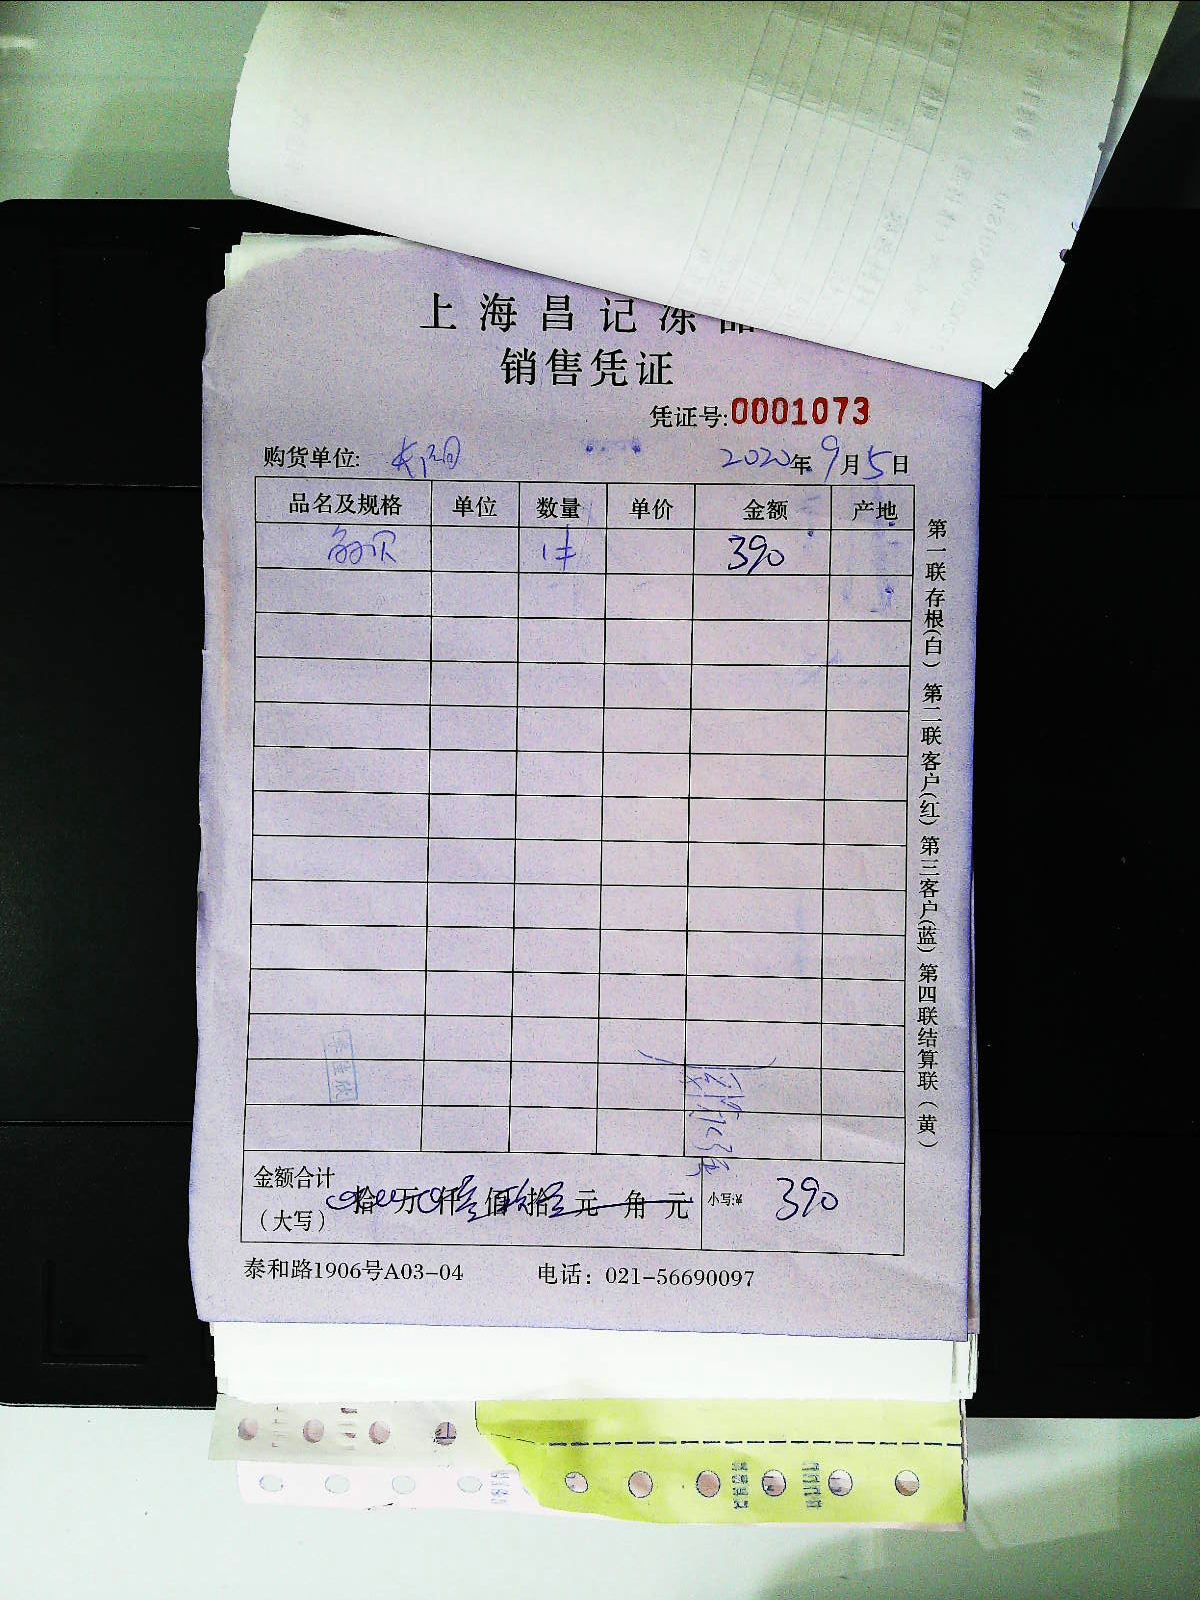 上海昌记冻品
销售凭证
凭证号:0001073
购货单位:
2020年9月5日
品名及规格 单位 数量 单价 金额 产地
1件 390
金额合计
(大写) 拾 万 仟 佰 拾 元 角 元 小写:¥ 390
泰和路1906号A03-04 电话：021-56690097
第一联存根(白) 第二联客户(红) 第三客户(蓝) 第四联结算联(黄)